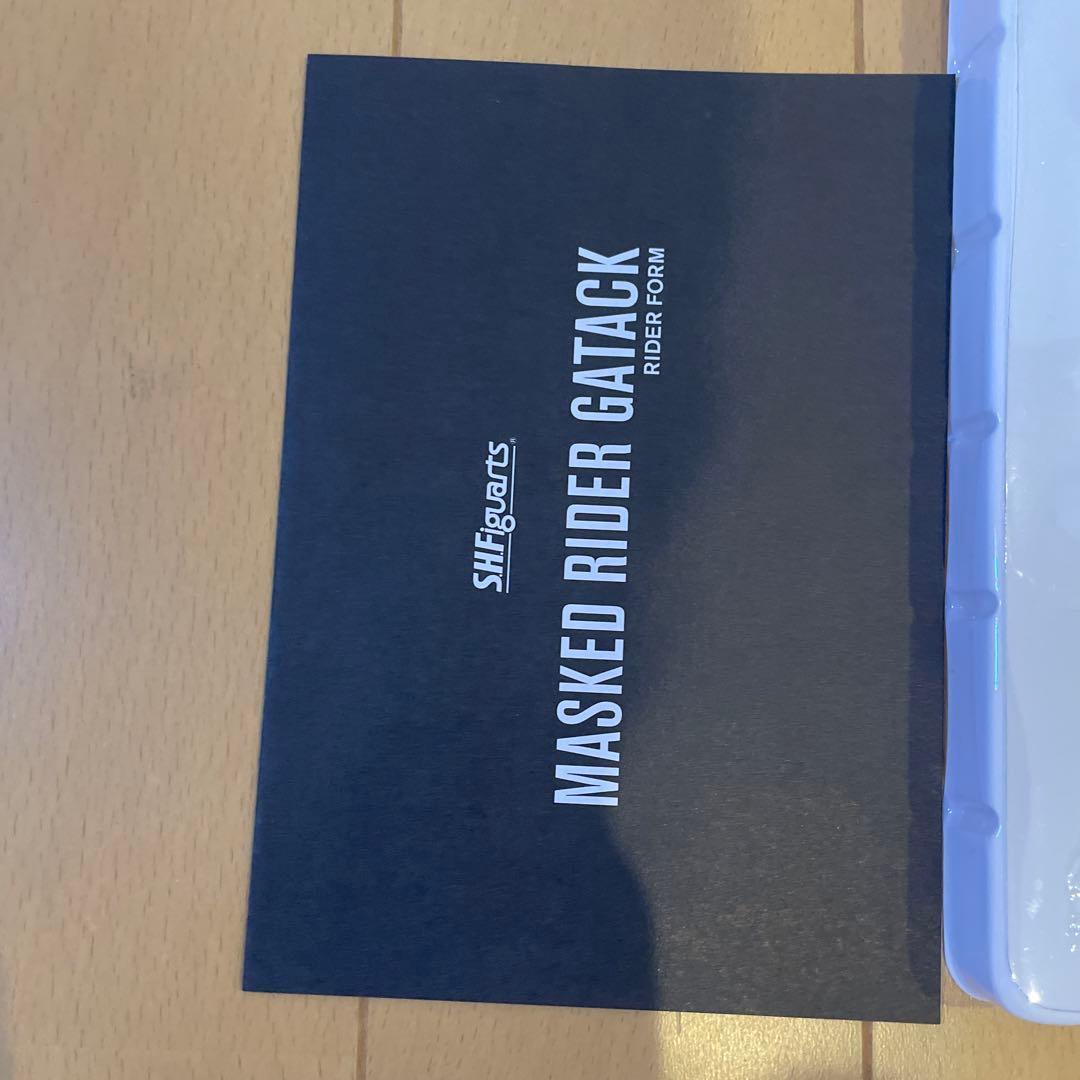 S.H.Figuarts®
MASKED RIDER GATACK
RIDER FORM